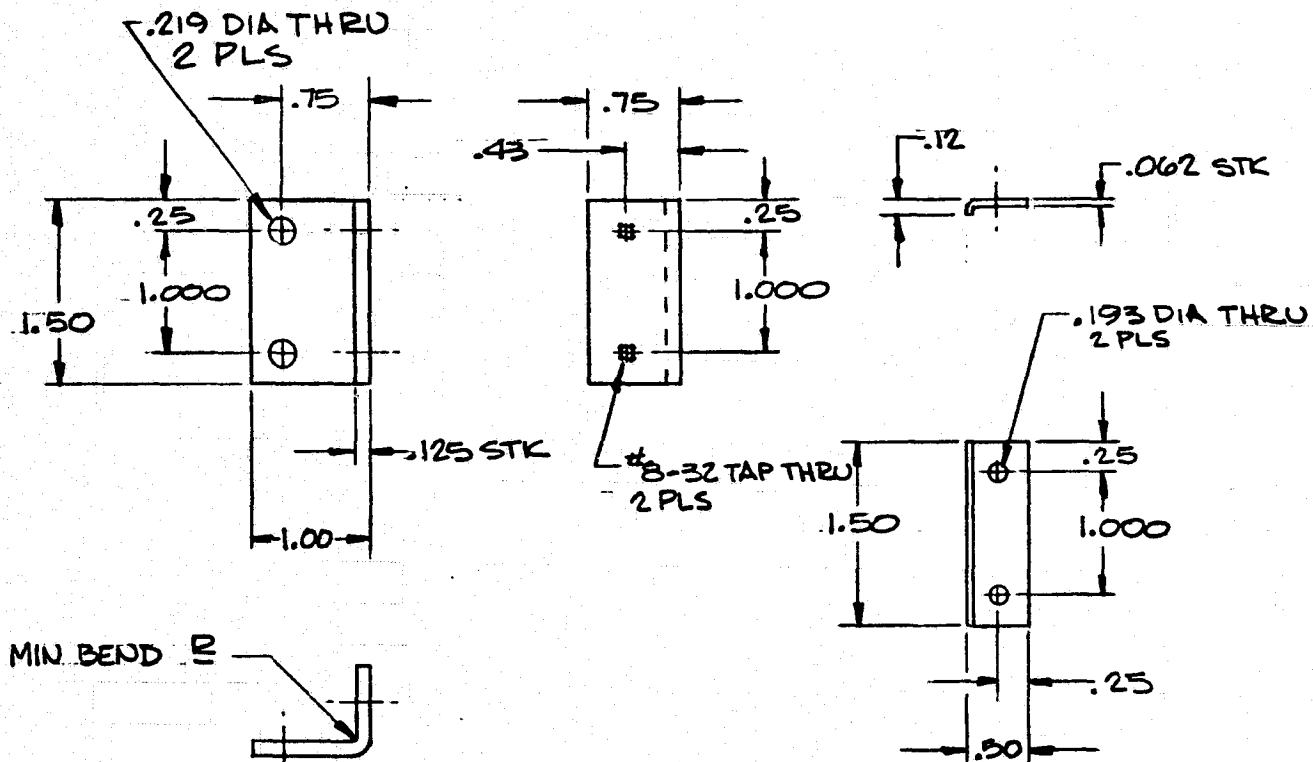 .219 DIA THRU
2 PLS
.75
.75
.43
.12
.062 STK
.25
.25
1.000
1.000
1.50
.193 DIA THRU
2 PLS
.125 STK
#8-32 TAP THRU
2 PLS
.25
1.50
1.000
1.00
MIN BEND R
.25
.50